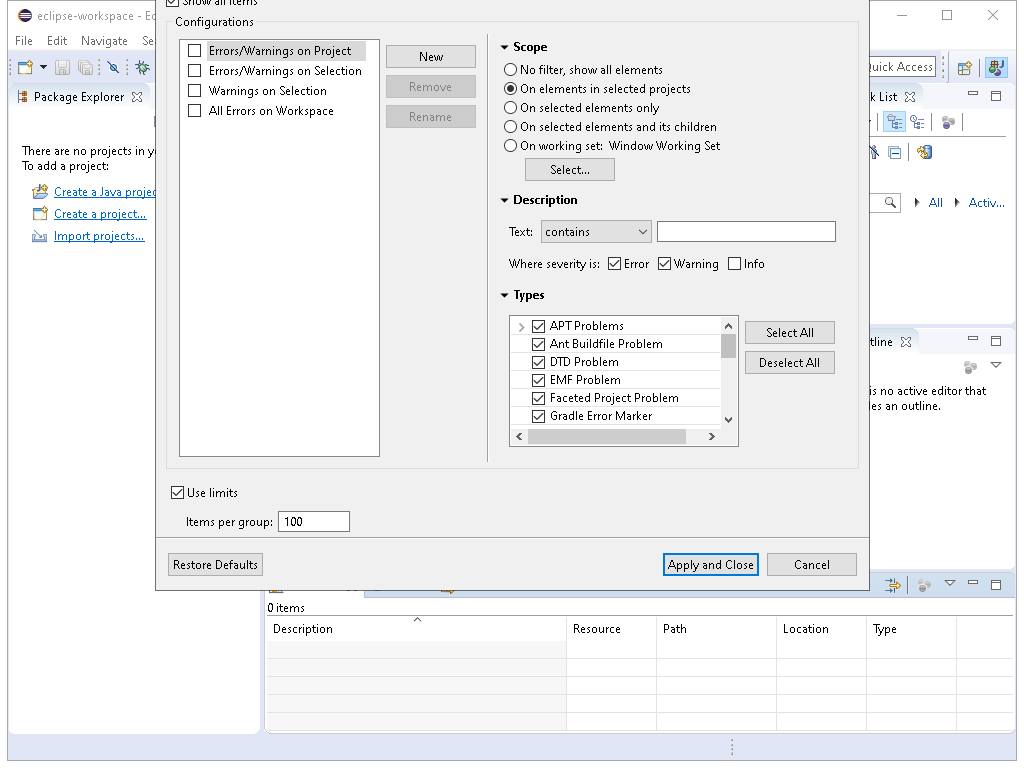 Show all items
eclipse-workspace - Ec
Configurations
File Edit Navigate Se
Errors/Warnings on Project
Errors/Warnings on Selection
Warnings on Selection
All Errors on Workspace
New
Remove
Rename
Scope
No filter, show all elements
On elements in selected projects
On selected elements only
On selected elements and its children
On working set: Window Working Set
Select...
Quick Access
Package Explorer
k List
There are no projects in y
To add a project:
Create a Java projec
Create a project...
Import projects...
All Activ...
Description
Text: contains
Where severity is: Error Warning Info
Types
APT Problems
Ant Buildfile Problem
DTD Problem
EMF Problem
Faceted Project Problem
Gradle Error Marker
Select All
Deselect All
tline
is no active editor that
les an outline.
Use limits
Items per group: 100
Restore Defaults
Apply and Close
Cancel
0 items
Description Resource Path Location Type